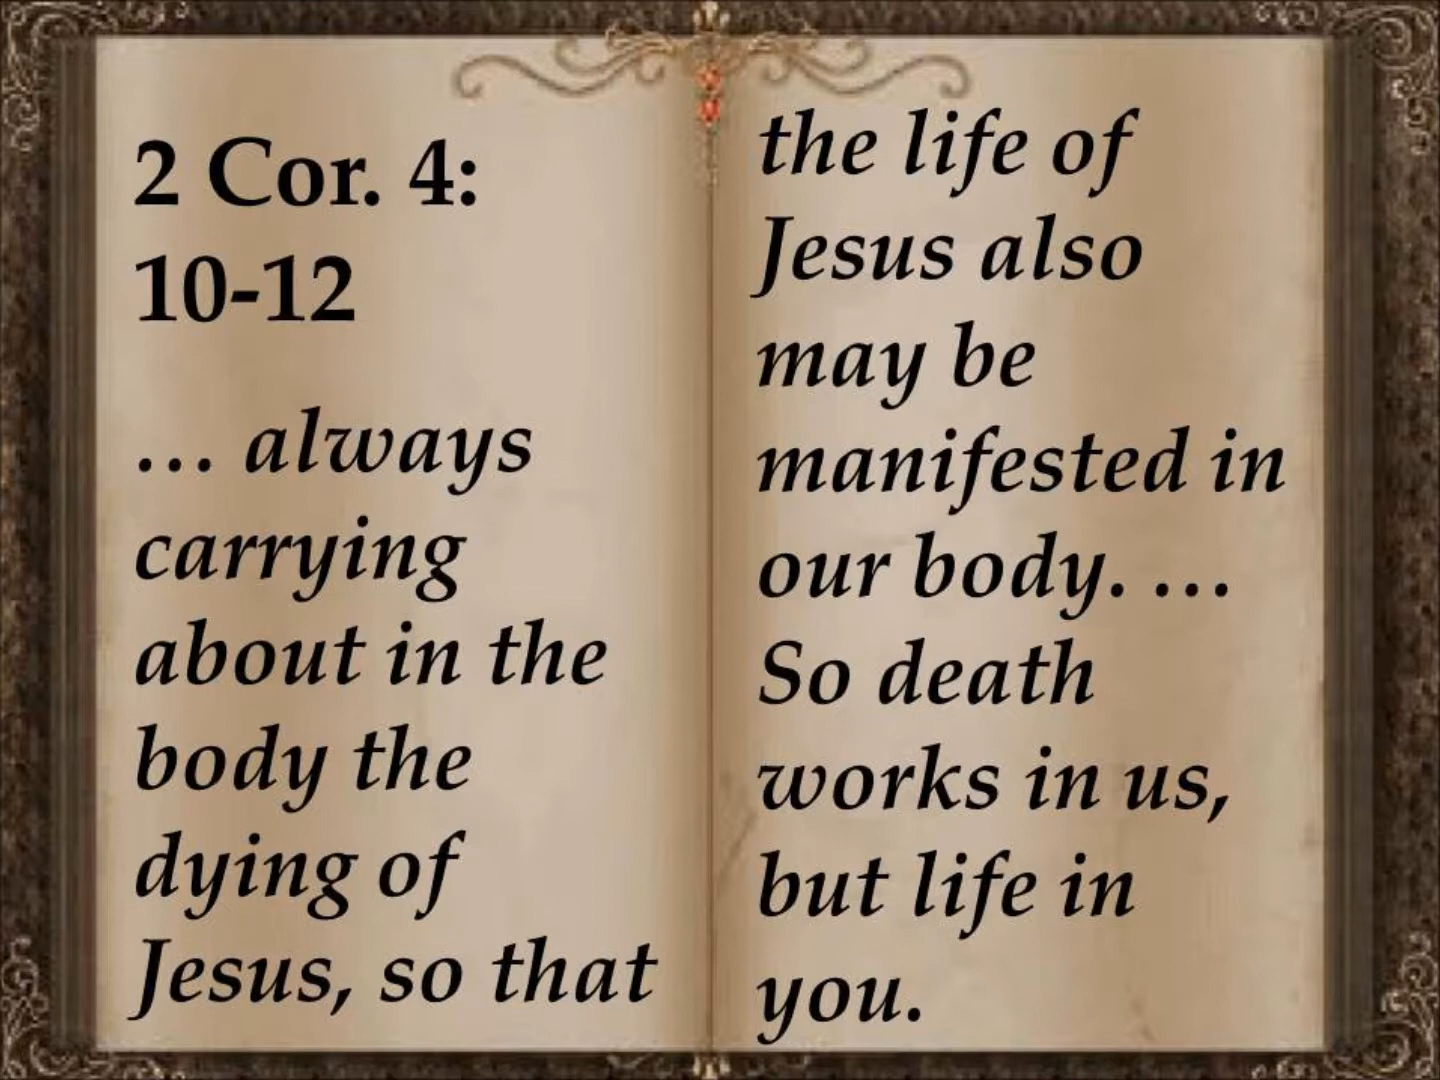 2 Cor. 4:
10-12
… always
carrying
about in the
body the
dying of
Jesus, so that
the life of
Jesus also
may be
manifested in
our body. …
So death
works in us,
but life in
you.